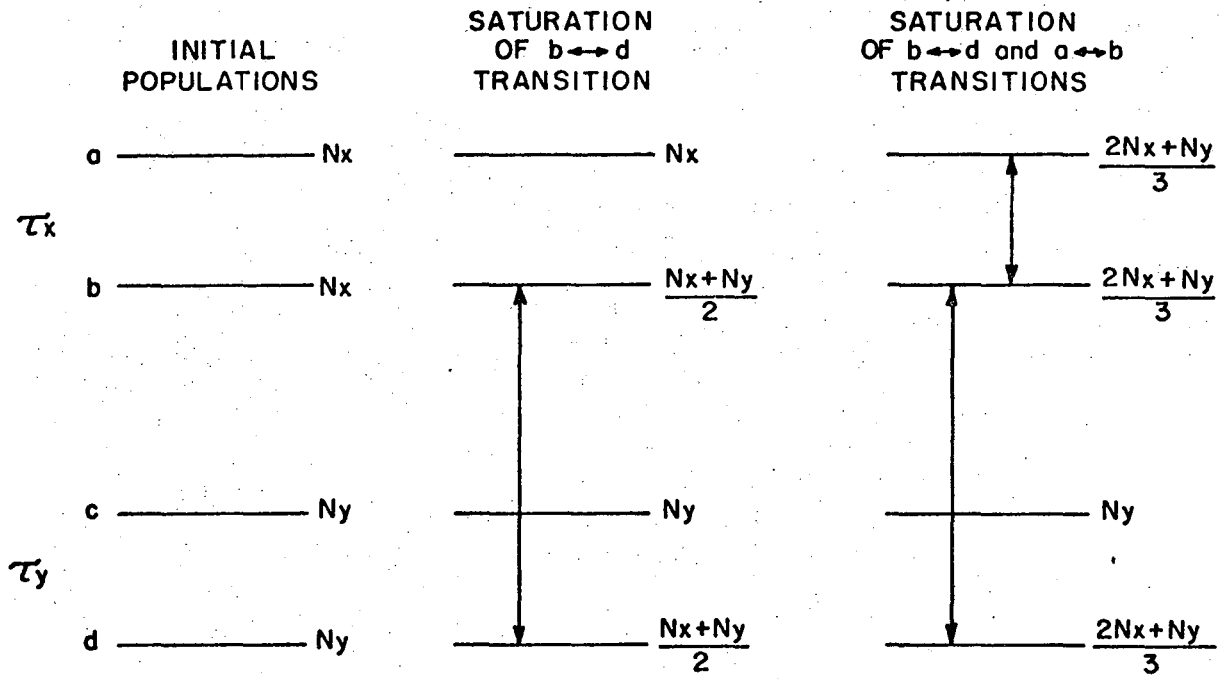 INITIAL
POPULATIONS
SATURATION
OF b↔d
TRANSITION
SATURATION
OF b↔d and a↔b
TRANSITIONS
a Nx Nx 2Nx+Ny
3
τx
b Nx Nx+Ny 2Nx+Ny
2 3
c Ny Ny Ny
τy
d Ny Nx+Ny 2Nx+Ny
2 3